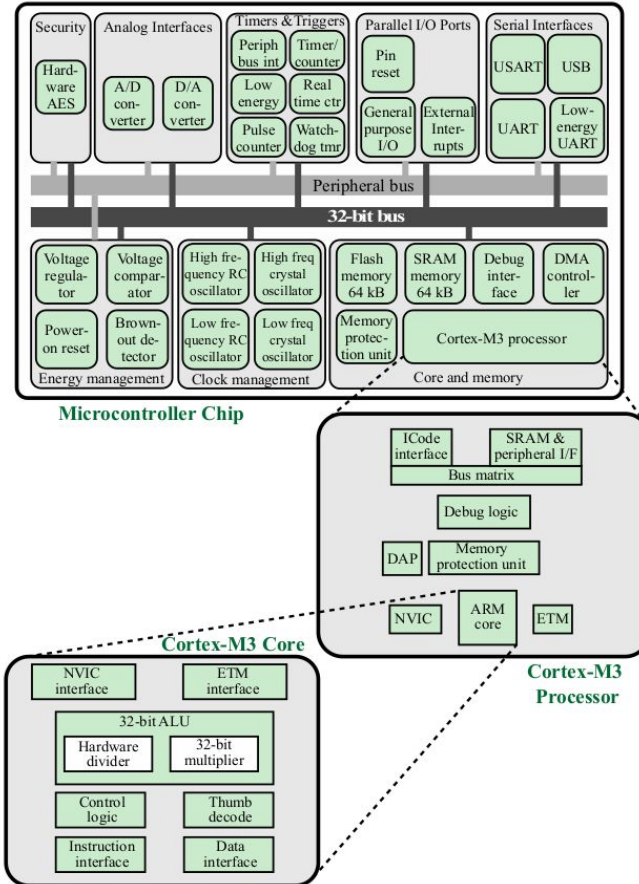 Security
Analog Interfaces
Timers & Triggers
Parallel I/O Ports
Serial Interfaces
Hard-
ware
AES
A/D
con-
verter
D/A
con-
verter
Periph
bus int
Timer/
counter
Low
energy
Real
time ctr
Pulse
counter
Watch-
dog tmr
Pin
reset
General
purpose
I/O
External
Inter-
rupts
USART
USB
UART
Low-
energy
UART
Peripheral bus
32-bit bus
Voltage
regula-
tor
Voltage
compar-
ator
Power-
on reset
Brown-
out de-
tector
Energy management
High fre-
quency RC
oscillator
High freq
crystal
oscillator
Low fre-
quency RC
oscillator
Low freq
crystal
oscillator
Clock management
Flash
memory
64 kB
SRAM
memory
64 kB
Debug
inter-
face
DMA
control-
ler
Memory
protec-
tion unit
Cortex-M3 processor
Core and memory
Microcontroller Chip
ICode
interface
SRAM &
peripheral I/F
Bus matrix
Debug logic
DAP
Memory
protection unit
NVIC
ARM
core
ETM
Cortex-M3
Processor
Cortex-M3 Core
NVIC
interface
ETM
interface
32-bit ALU
Hardware
divider
32-bit
multiplier
Control
logic
Thumb
decode
Instruction
interface
Data
interface